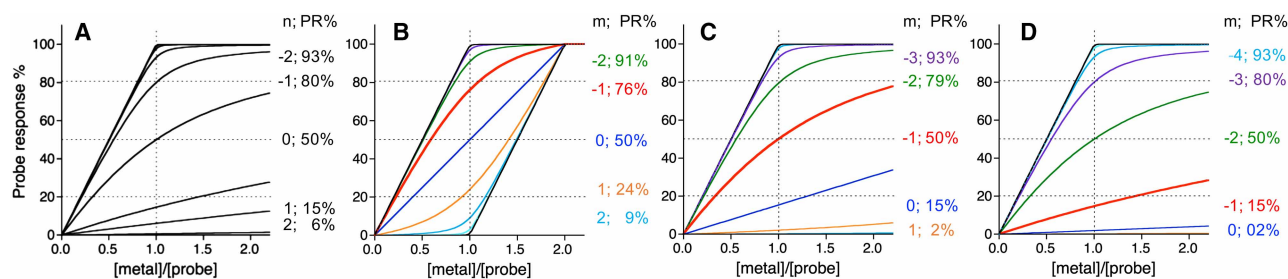 A
n; PR%
Probe response %
100
80
60
40
20
0
-2; 93%
-1; 80%
0; 50%
1; 15%
2; 6%
0.0 0.5 1.0 1.5 2.0
[metal]/[probe]
B
m; PR%
100
80
60
40
20
0
-2; 91%
-1; 76%
0; 50%
1; 24%
2; 9%
0.0 0.5 1.0 1.5 2.0
[metal]/[probe]
C
m; PR%
100
80
60
40
20
0
-3; 93%
-2; 79%
-1; 50%
0; 15%
1; 2%
0.0 0.5 1.0 1.5 2.0
[metal]/[probe]
D
m; PR%
100
80
60
40
20
0
-4; 93%
-3; 80%
-2; 50%
-1; 15%
0; 02%
0.0 0.5 1.0 1.5 2.0
[metal]/[probe]